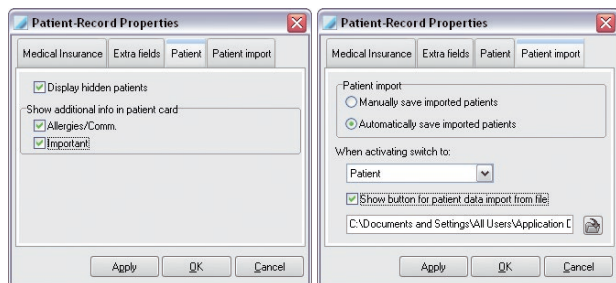 Patient-Record Properties
Medical Insurance Extra fields Patient Patient import
Display hidden patients
Show additional info in patient card
Allergies/Comm.
Important
Apply OK Cancel
Patient-Record Properties
Medical Insurance Extra fields Patient Patient import
Patient import
Manually save imported patients
Automatically save imported patients
When activating switch to:
Patient
Show button for patient data import from file
C:\Documents and Settings\All Users\Application D
Apply OK Cancel